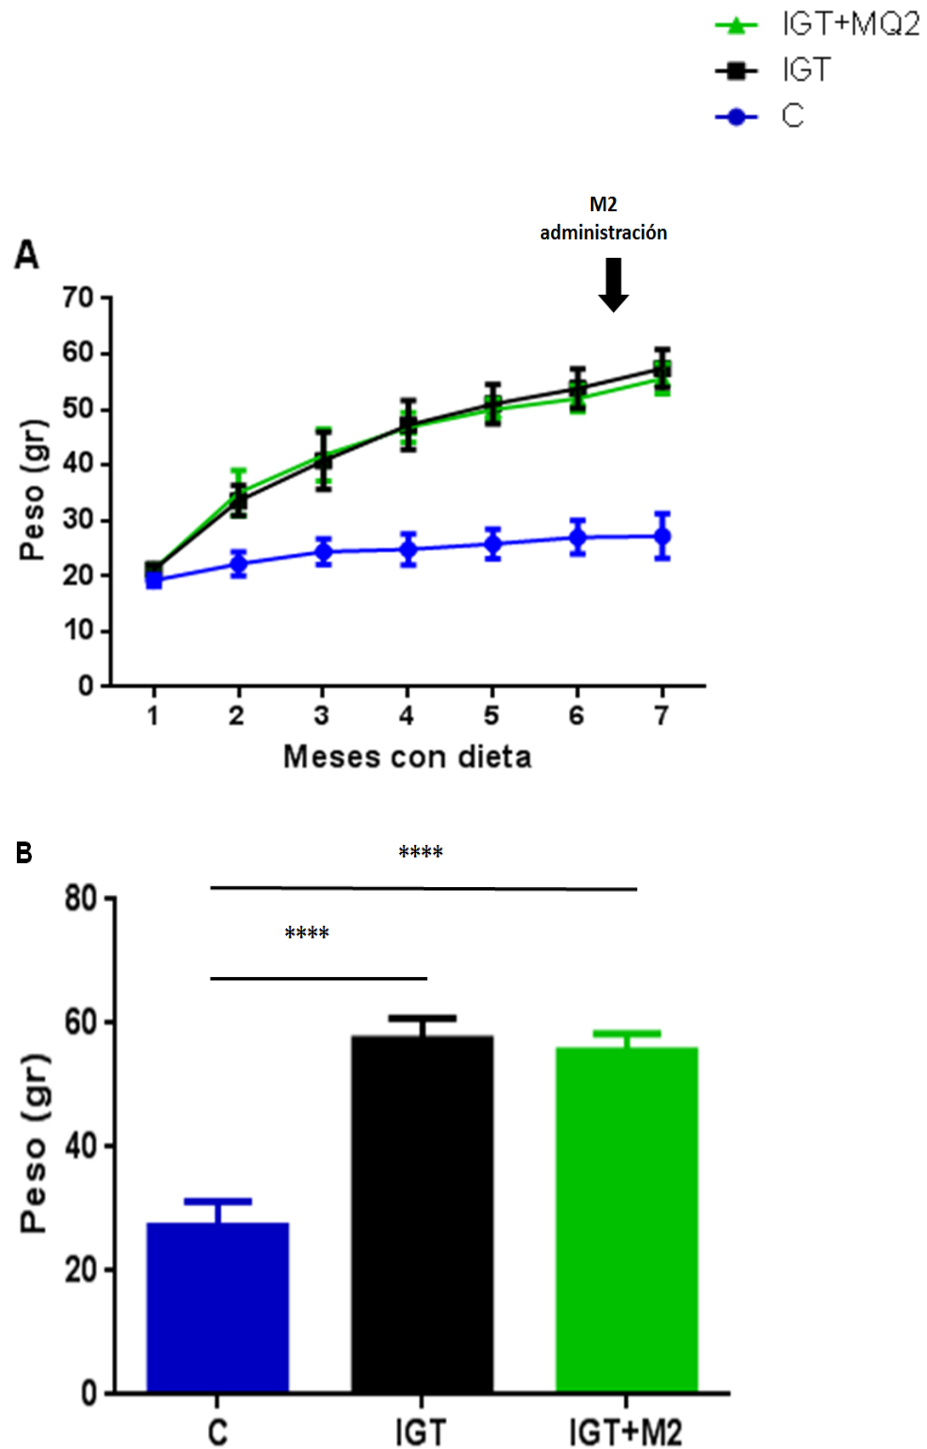 IGT+MQ2
IGT
C
M2
administración
A
70
60
50
40
30
20
10
0
Peso (gr)
1 2 3 4 5 6 7
Meses con dieta
B
****
****
80
60
40
20
0
Peso (gr)
C IGT IGT+M2